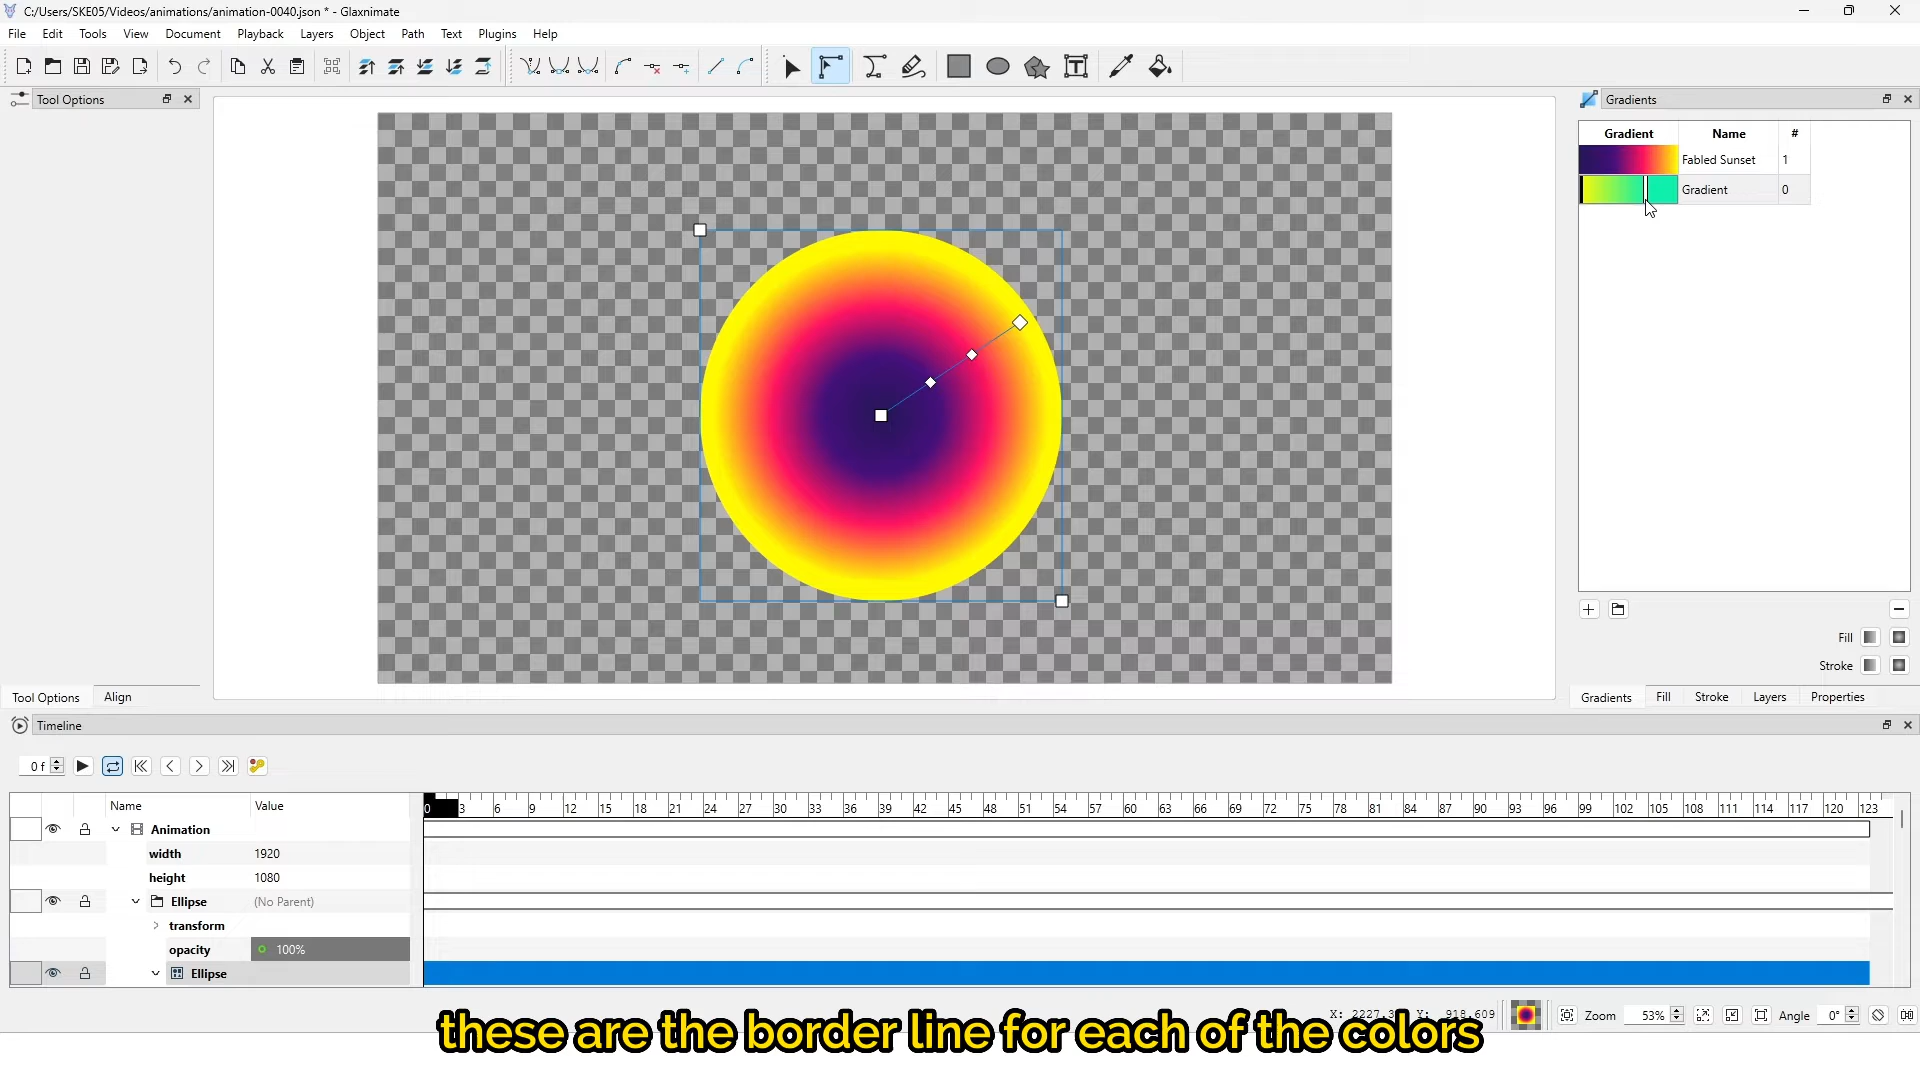 C:/Users/SKE05/Videos/animations/animation-0040.json * - Glaxnimate
File Edit Tools View Document Playback Layers Object Path Text Plugins Help
Tool Options
Gradients
Gradient Name #
Fabled Sunset 1
Gradient 0
Fill
Stroke
Tool Options Align
Gradients Fill Stroke Layers Properties
Timeline
0 f
Name Value
0 3 6 9 12 15 18 21 24 27 30 33 36 39 42 45 48 51 54 57 60 63 66 69 72 75 78 81 84 87 90 93 96 99 102 105 108 111 114 117 120 123
Animation
width 1920
height 1080
Ellipse (No Parent)
transform
opacity 100%
Ellipse
X: 2227.3 Y: 918.609 Zoom 53% Angle 0°
these are the border line for each of the colors